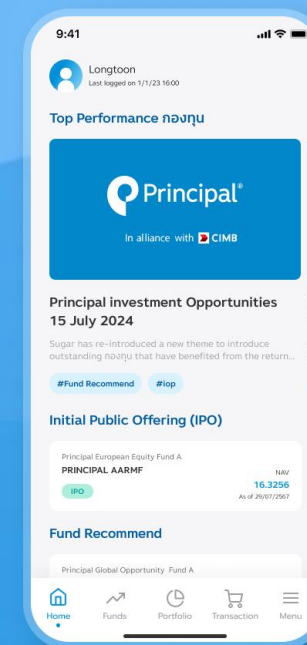 9:41
Longtoon
Last logged on 1/1/23 16:00
Top Performance กองทุน
Principal®
In alliance with CIMB
Principal investment Opportunities
15 July 2024
Sugar has re-introduced a new theme to introduce
outstanding กองทุน that have benefited from the return...
#Fund Recommend #iop
Initial Public Offering (IPO)
Principal European Equity Fund A
PRINCIPAL AARMF
NAV
IPO
16.3256
As of 29/07/2567
Fund Recommend
Principal Global Opportunity Fund A
Home Funds Portfolio Transaction Menu